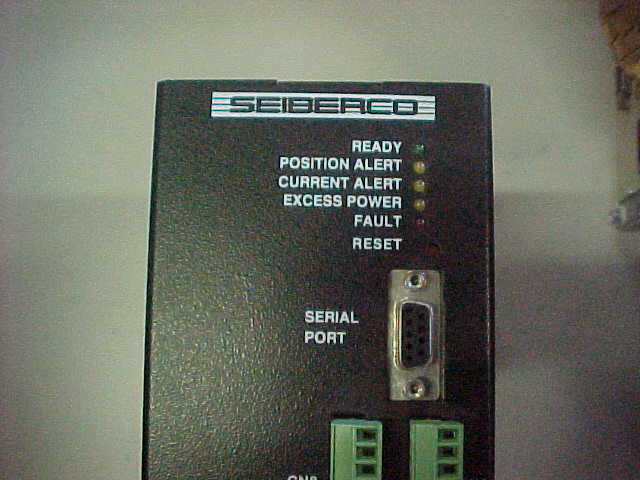 SEIBERCO
READY
POSITION ALERT
CURRENT ALERT
EXCESS POWER
FAULT
RESET
SERIAL
PORT